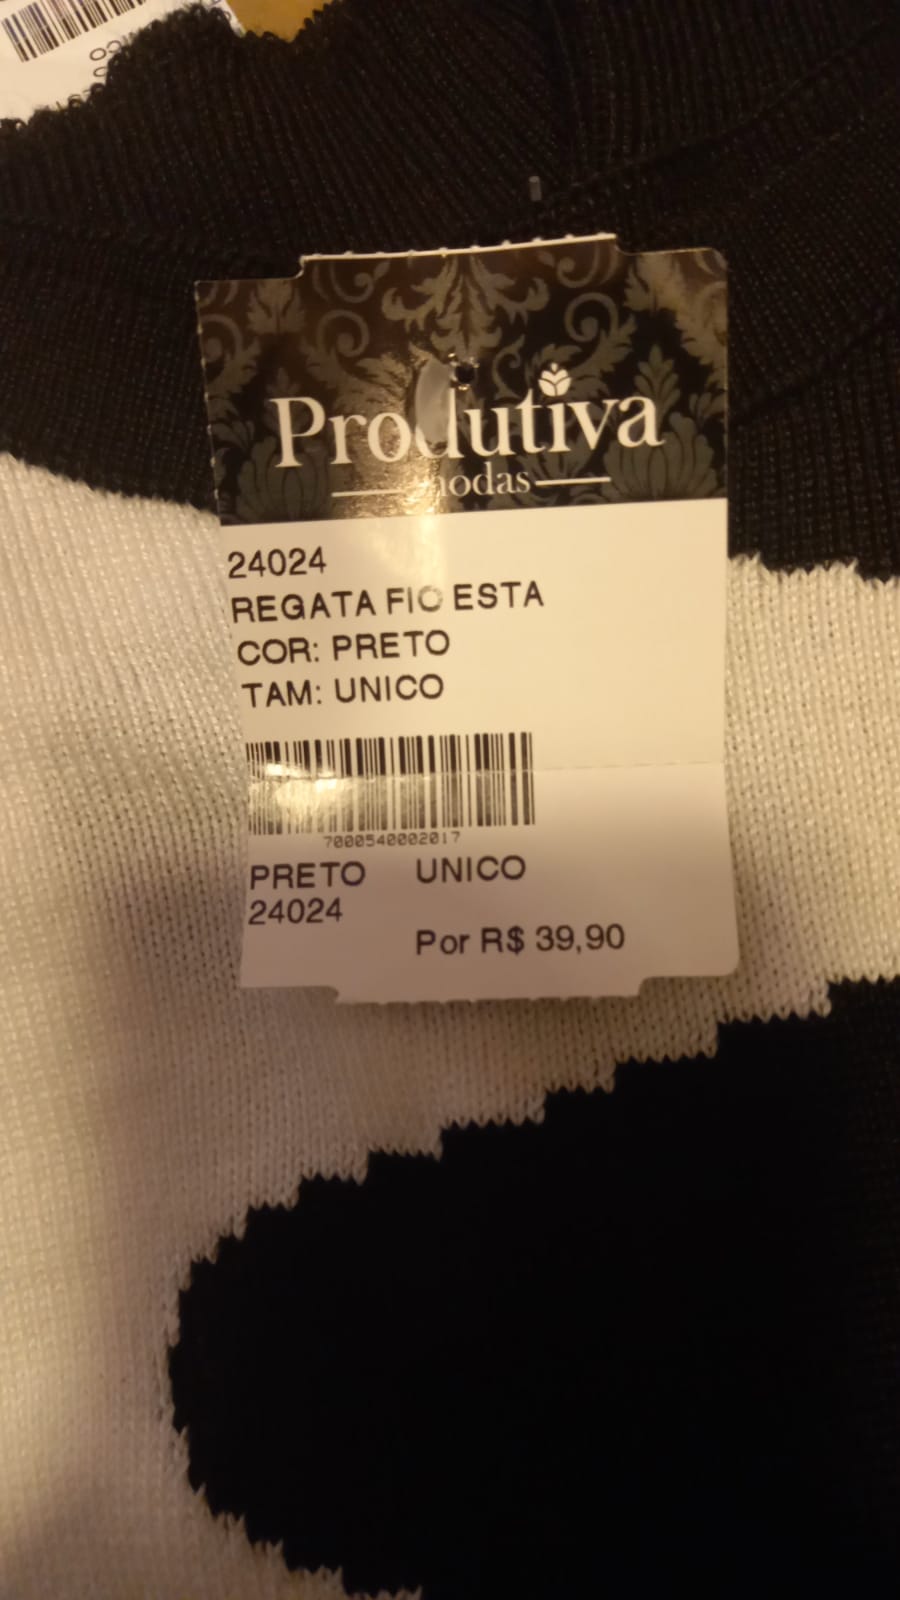 Produtiva
modas
24024
REGATA FIO ESTA
COR: PRETO
TAM: UNICO
7000540002017
PRETO UNICO
24024
Por R$ 39,90